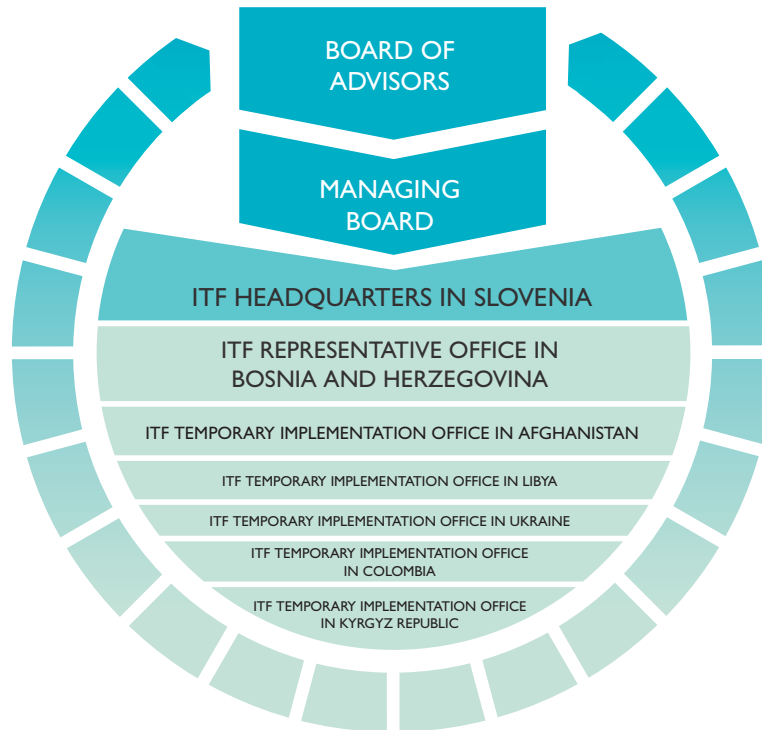 BOARD OF
ADVISORS
MANAGING
BOARD
ITF HEADQUARTERS IN SLOVENIA
ITF REPRESENTATIVE OFFICE IN
BOSNIA AND HERZEGOVINA
ITF TEMPORARY IMPLEMENTATION OFFICE IN AFGHANISTAN
ITF TEMPORARY IMPLEMENTATION OFFICE IN LIBYA
ITF TEMPORARY IMPLEMENTATION OFFICE IN UKRAINE
ITF TEMPORARY IMPLEMENTATION OFFICE
IN COLOMBIA
ITF TEMPORARY IMPLEMENTATION OFFICE
IN KYRGYZ REPUBLIC